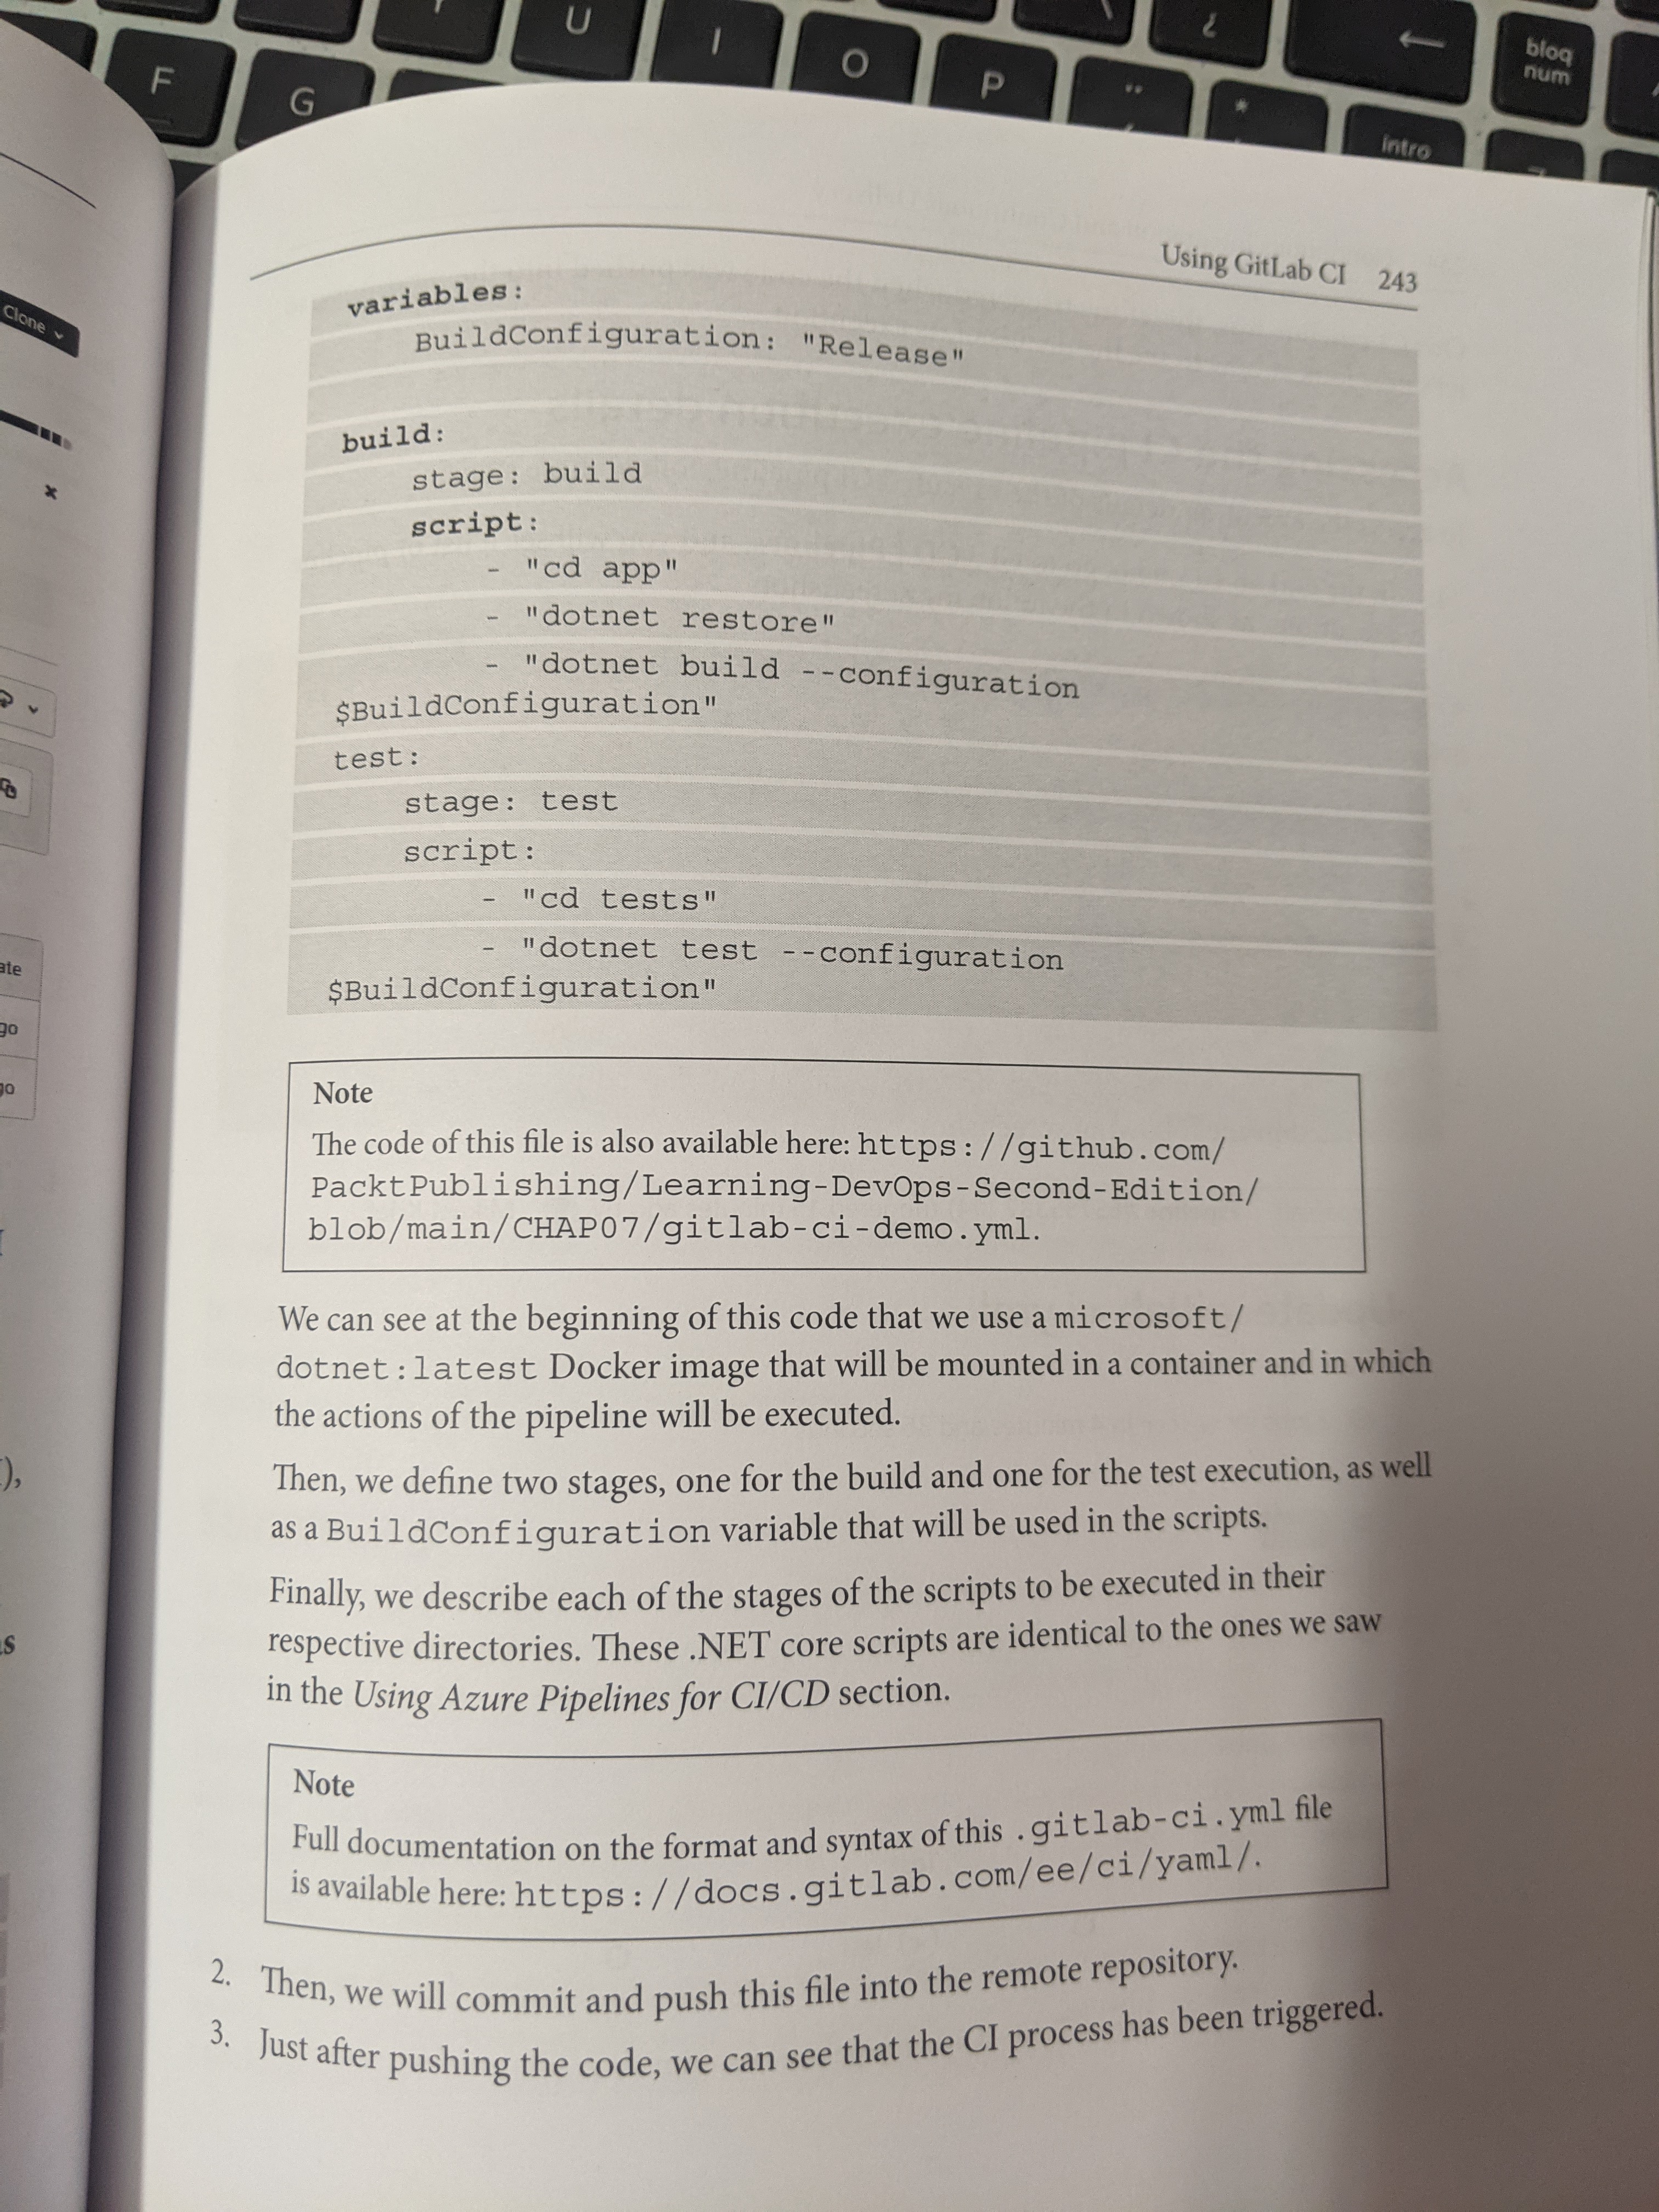 F
G
U
I
O
P
¿
*
←
bloq
num
intro
Clone
ate
go
go
),
s
Using GitLab CI 243
variables:
BuildConfiguration: "Release"
build:
stage: build
script:
- "cd app"
- "dotnet restore"
- "dotnet build --configuration
$BuildConfiguration"
test:
stage: test
script:
- "cd tests"
- "dotnet test --configuration
$BuildConfiguration"
Note
The code of this file is also available here: https://github.com/
PacktPublishing/Learning-DevOps-Second-Edition/
blob/main/CHAP07/gitlab-ci-demo.yml.
We can see at the beginning of this code that we use a microsoft/
dotnet:latest Docker image that will be mounted in a container and in which
the actions of the pipeline will be executed.
Then, we define two stages, one for the build and one for the test execution, as well
as a BuildConfiguration variable that will be used in the scripts.
Finally, we describe each of the stages of the scripts to be executed in their
respective directories. These .NET core scripts are identical to the ones we saw
in the Using Azure Pipelines for CI/CD section.
Note
Full documentation on the format and syntax of this .gitlab-ci.yml file
is available here: https://docs.gitlab.com/ee/ci/yaml/.
2. Then, we will commit and push this file into the remote repository.
3. Just after pushing the code, we can see that the CI process has been triggered.